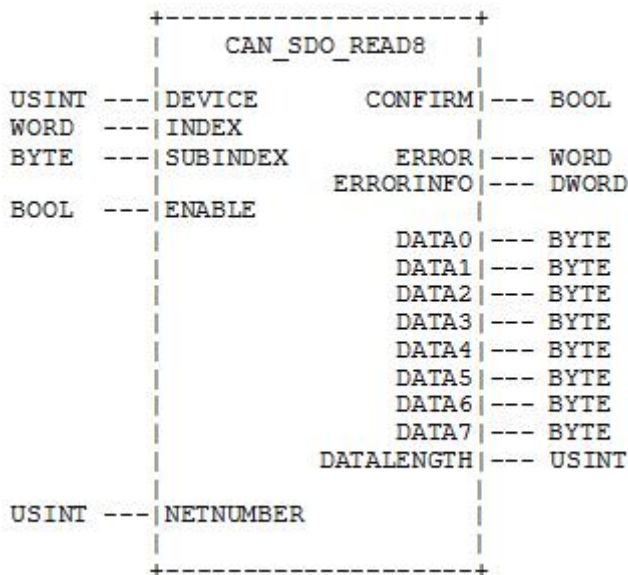 CAN_SDO_READ8
USINT ---|DEVICE CONFIRM|--- BOOL
WORD ---|INDEX
BYTE ---|SUBINDEX ERROR|--- WORD
ERRORINFO|--- DWORD
BOOL ---|ENABLE
DATA0|--- BYTE
DATA1|--- BYTE
DATA2|--- BYTE
DATA3|--- BYTE
DATA4|--- BYTE
DATA5|--- BYTE
DATA6|--- BYTE
DATA7|--- BYTE
DATALENGTH|--- USINT
USINT ---|NETNUMBER